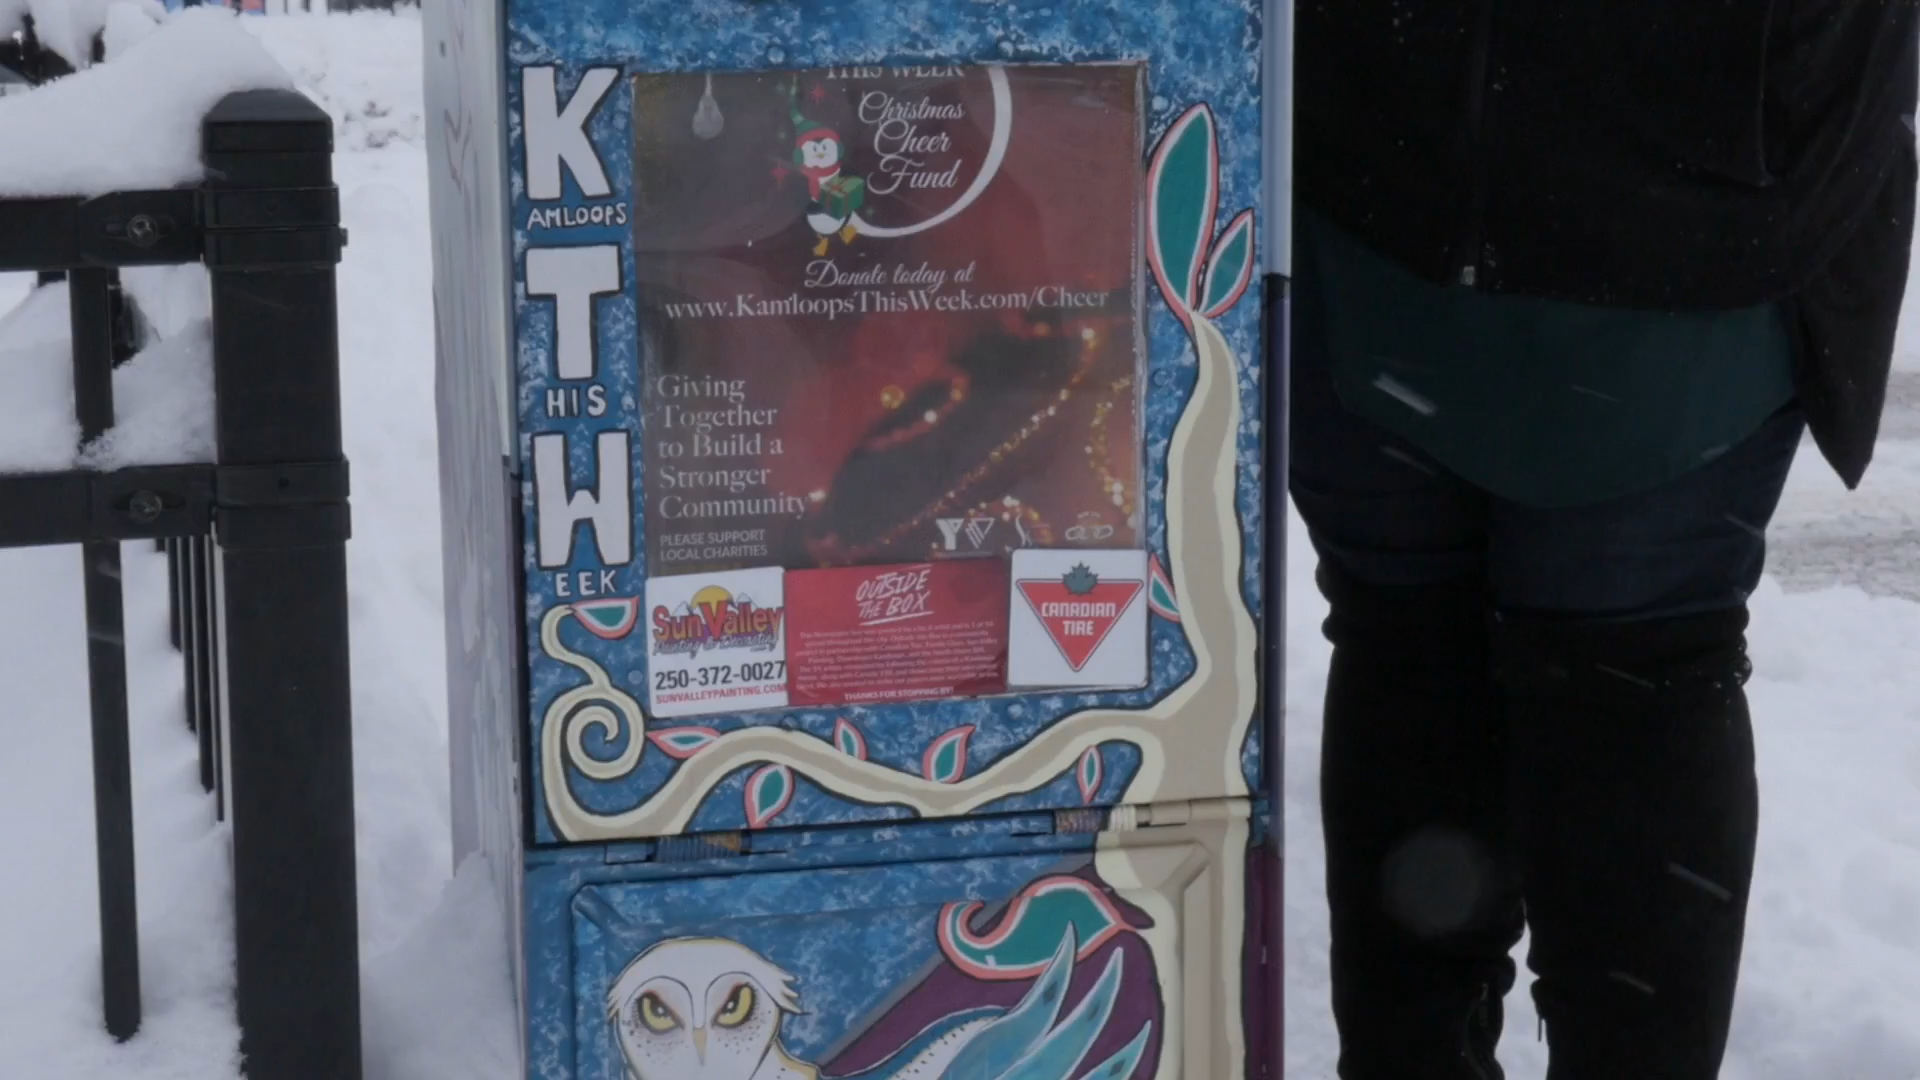 K
AMLOOPS
T
HIS
W
EEK
THIS WEEK
Christmas
Cheer
Fund
Donate today at
www.KamloopsThisWeek.com/Cheer
Giving
Together
to Build a
Stronger
Community
PLEASE SUPPORT
LOCAL CHARITIES
Sun Valley
Painting & Decorating
250-372-0027
SUNVALLEYPAINTING.COM
OUTSIDE
THE BOX
THANKS FOR STOPPING BY!
CANADIAN
TIRE